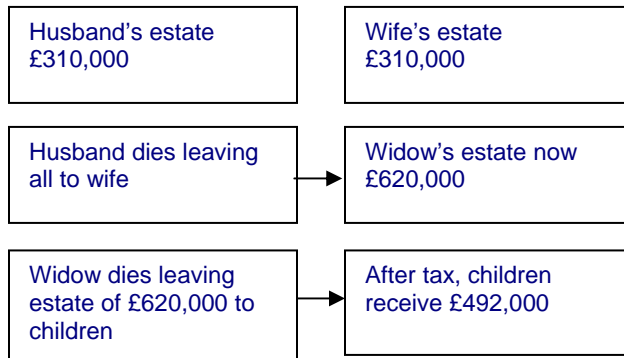 Husband's estate
£310,000
Wife's estate
£310,000
Husband dies leaving
all to wife
Widow's estate now
£620,000
Widow dies leaving
estate of £620,000 to
children
After tax, children
receive £492,000